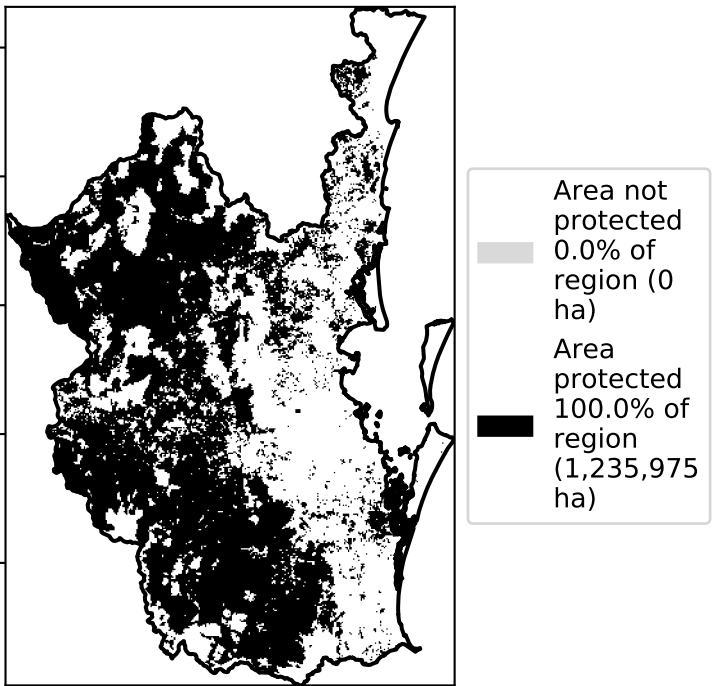 Area not
protected
0.0% of
region (0
ha)
Area
protected
100.0% of
region
(1,235,975
ha)